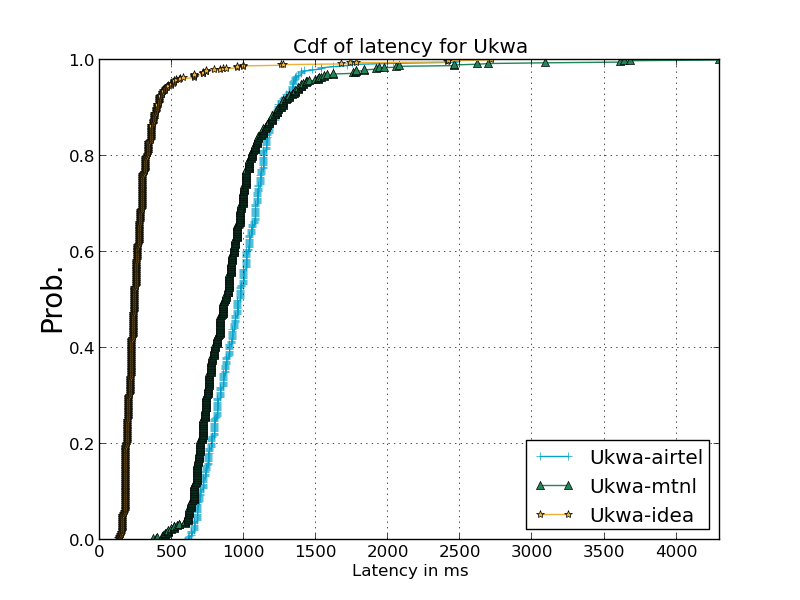 Cdf of latency for Ukwa
1.0
0.8
0.6
0.4
0.2
0.0
Prob.
0 500 1000 1500 2000 2500 3000 3500 4000
Latency in ms
Ukwa-airtel
Ukwa-mtnl
Ukwa-idea